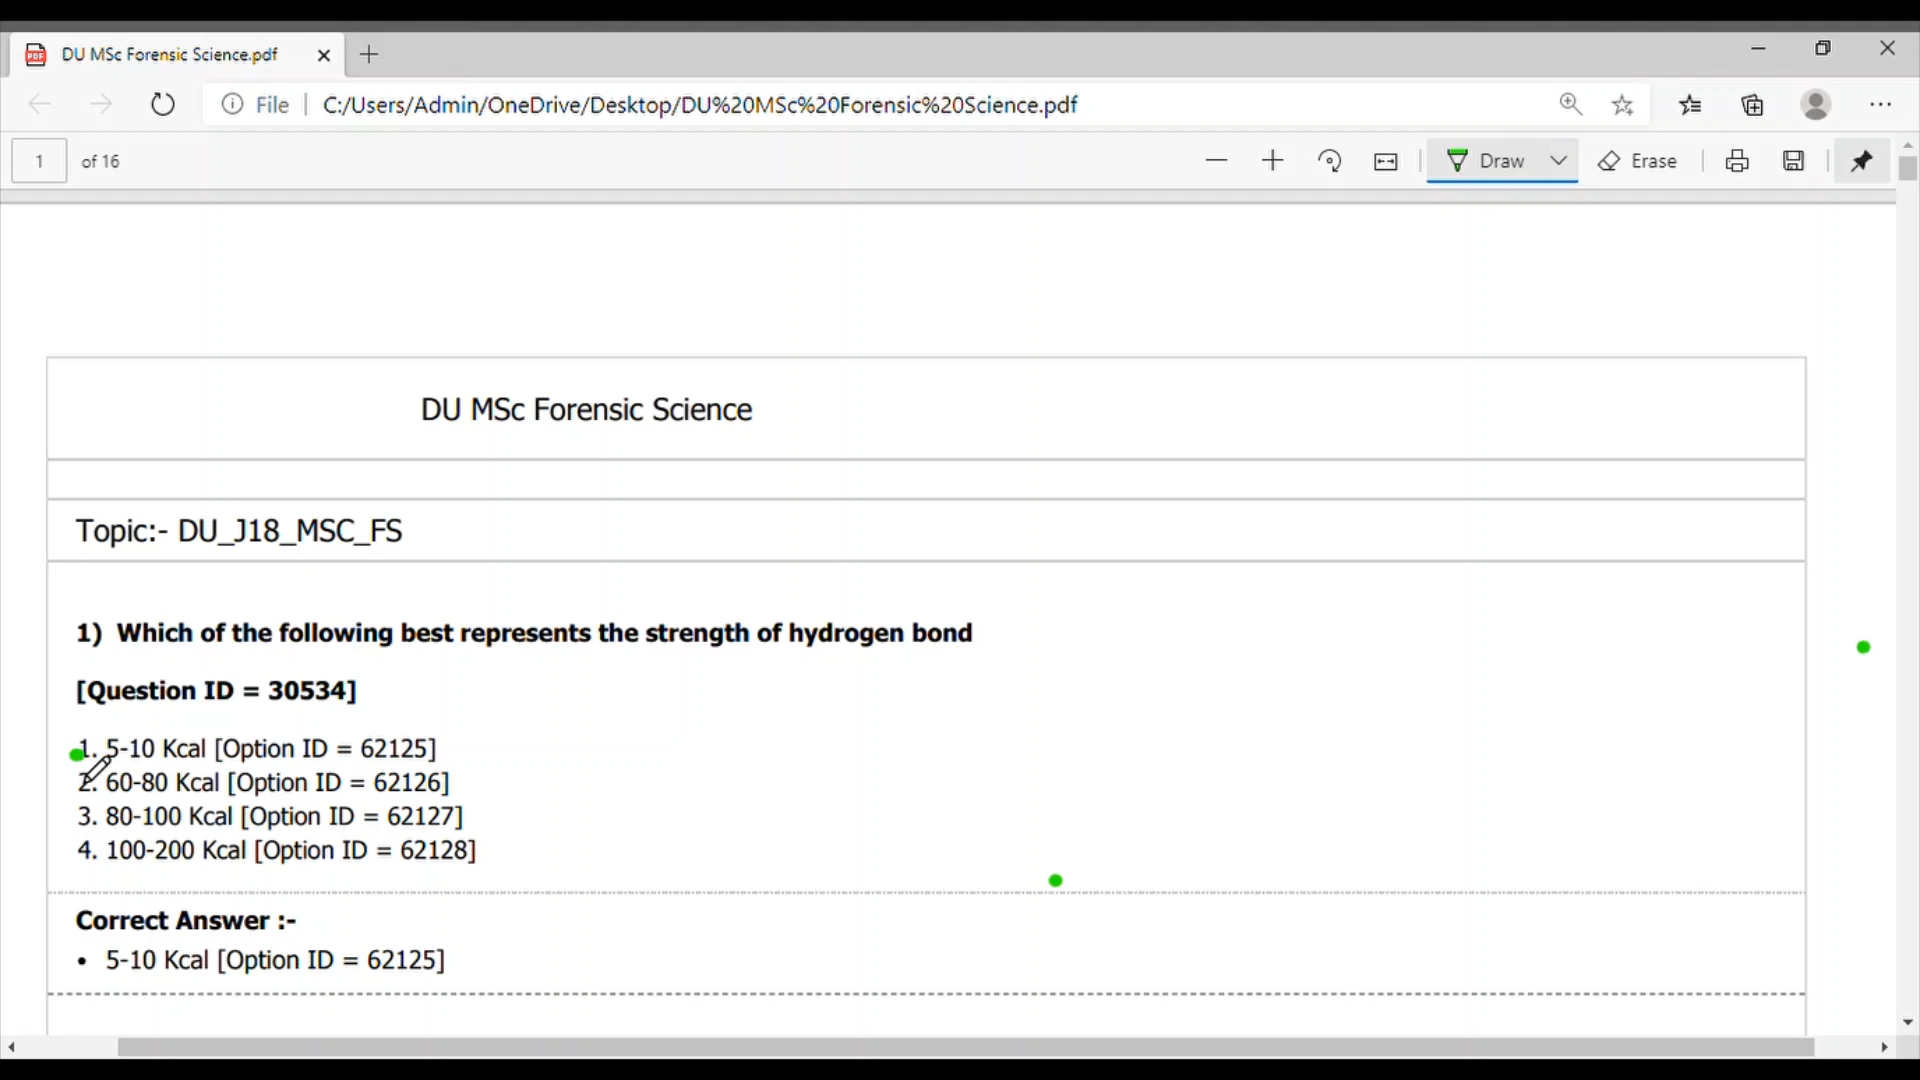 DU MSc Forensic Science.pdf
File
C:/Users/Admin/OneDrive/Desktop/DU%20MSc%20Forensic%20Science.pdf
1 of 16
Draw
Erase
DU MSc Forensic Science
Topic:- DU_J18_MSC_FS
1) Which of the following best represents the strength of hydrogen bond
[Question ID = 30534]
1. 5-10 Kcal [Option ID = 62125]
2. 60-80 Kcal [Option ID = 62126]
3. 80-100 Kcal [Option ID = 62127]
4. 100-200 Kcal [Option ID = 62128]
Correct Answer :-
• 5-10 Kcal [Option ID = 62125]